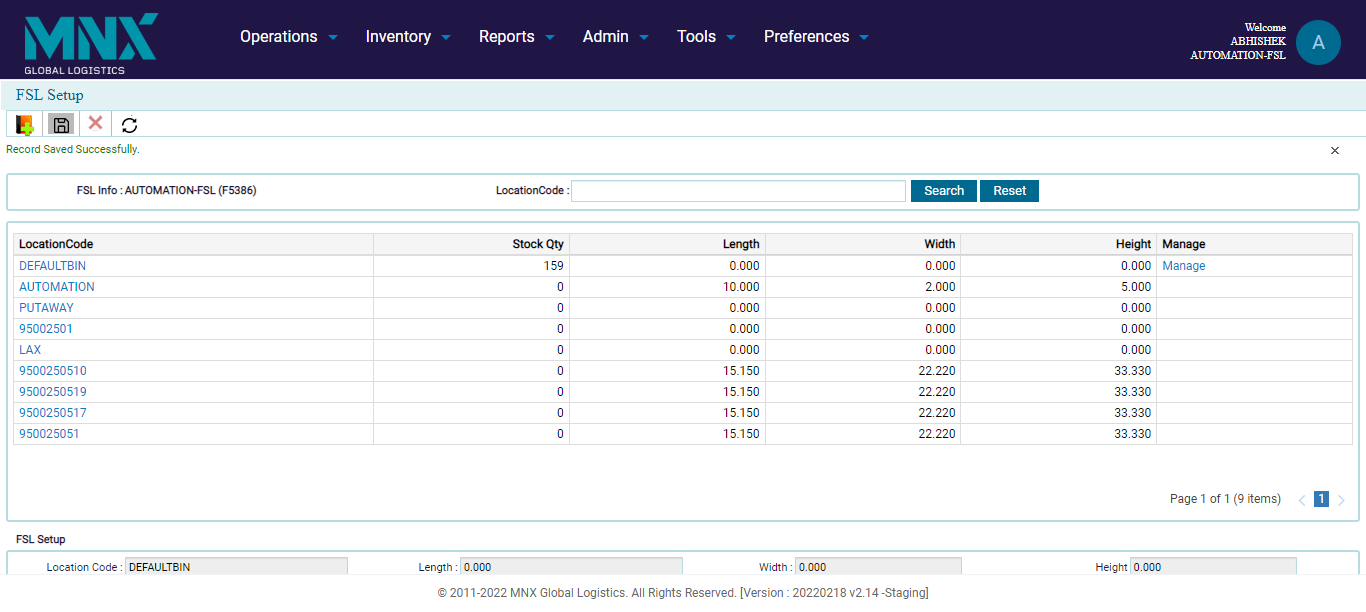 MNX
GLOBAL LOGISTICS
Operations Inventory Reports Admin Tools Preferences
Welcome
ABHISHEK
AUTOMATION-FSL
A
FSL Setup
Record Saved Successfully.
FSL Info : AUTOMATION-FSL (F5386) LocationCode : Search Reset
LocationCode Stock Qty Length Width Height Manage
DEFAULTBIN 159 0.000 0.000 0.000 Manage
AUTOMATION 0 10.000 2.000 5.000
PUTAWAY 0 0.000 0.000 0.000
95002501 0 0.000 0.000 0.000
LAX 0 0.000 0.000 0.000
9500250510 0 15.150 22.220 33.330
9500250519 0 15.150 22.220 33.330
9500250517 0 15.150 22.220 33.330
950025051 0 15.150 22.220 33.330
Page 1 of 1 (9 items) 1
FSL Setup
Location Code : DEFAULTBIN Length : 0.000 Width : 0.000 Height 0.000
© 2011-2022 MNX Global Logistics. All Rights Reserved. [Version : 20220218 v2.14 -Staging]